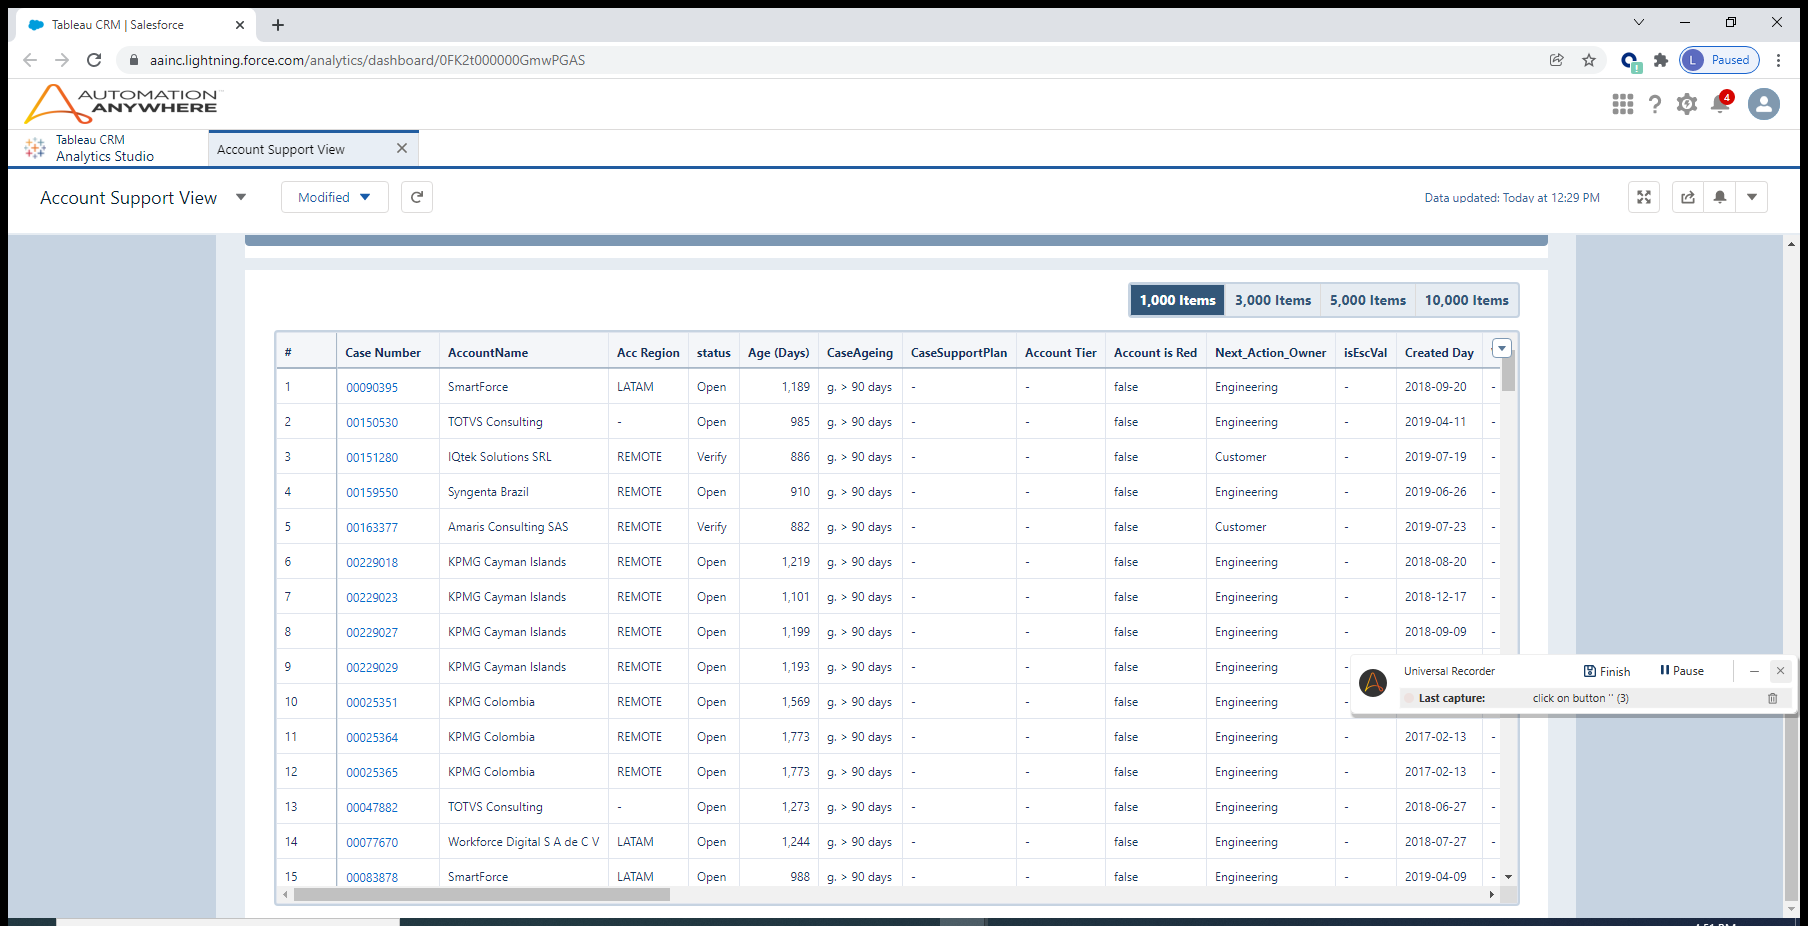 Tableau CRM | Salesforce
aainc.lightning.force.com/analytics/dashboard/0FK2t000000GmwPGAS
L Paused
AUTOMATION
ANYWHERE
4
Tableau CRM
Analytics Studio
Account Support View
Account Support View
Modified
Data updated: Today at 12:29 PM
1,000 Items 3,000 Items 5,000 Items 10,000 Items
# Case Number AccountName Acc Region status Age (Days) CaseAgeing CaseSupportPlan Account Tier Account is Red Next_Action_Owner isEscVal Created Day
1 00090395 SmartForce LATAM Open 1,189 g. > 90 days - - false Engineering - 2018-09-20 -
2 00150530 TOTVS Consulting - Open 985 g. > 90 days - - false Engineering - 2019-04-11 -
3 00151280 IQtek Solutions SRL REMOTE Verify 886 g. > 90 days - - false Customer - 2019-07-19 -
4 00159550 Syngenta Brazil REMOTE Open 910 g. > 90 days - - false Engineering - 2019-06-26 -
5 00163377 Amaris Consulting SAS REMOTE Verify 882 g. > 90 days - - false Customer - 2019-07-23 -
6 00229018 KPMG Cayman Islands REMOTE Open 1,219 g. > 90 days - - false Engineering - 2018-08-20 -
7 00229023 KPMG Cayman Islands REMOTE Open 1,101 g. > 90 days - - false Engineering - 2018-12-17 -
8 00229027 KPMG Cayman Islands REMOTE Open 1,199 g. > 90 days - - false Engineering - 2018-09-09 -
9 00229029 KPMG Cayman Islands REMOTE Open 1,193 g. > 90 days - - false Engineering -
10 00025351 KPMG Colombia REMOTE Open 1,569 g. > 90 days - - false Engineering -
11 00025364 KPMG Colombia REMOTE Open 1,773 g. > 90 days - - false Engineering - 2017-02-13 -
12 00025365 KPMG Colombia REMOTE Open 1,773 g. > 90 days - - false Engineering - 2017-02-13 -
13 00047882 TOTVS Consulting - Open 1,273 g. > 90 days - - false Engineering - 2018-06-27 -
14 00077670 Workforce Digital S A de C V LATAM Open 1,244 g. > 90 days - - false Engineering - 2018-07-27 -
15 00083878 SmartForce LATAM Open 988 g. > 90 days - - false Engineering - 2019-04-09 -
Universal Recorder Finish Pause
Last capture: click on button '' (3)